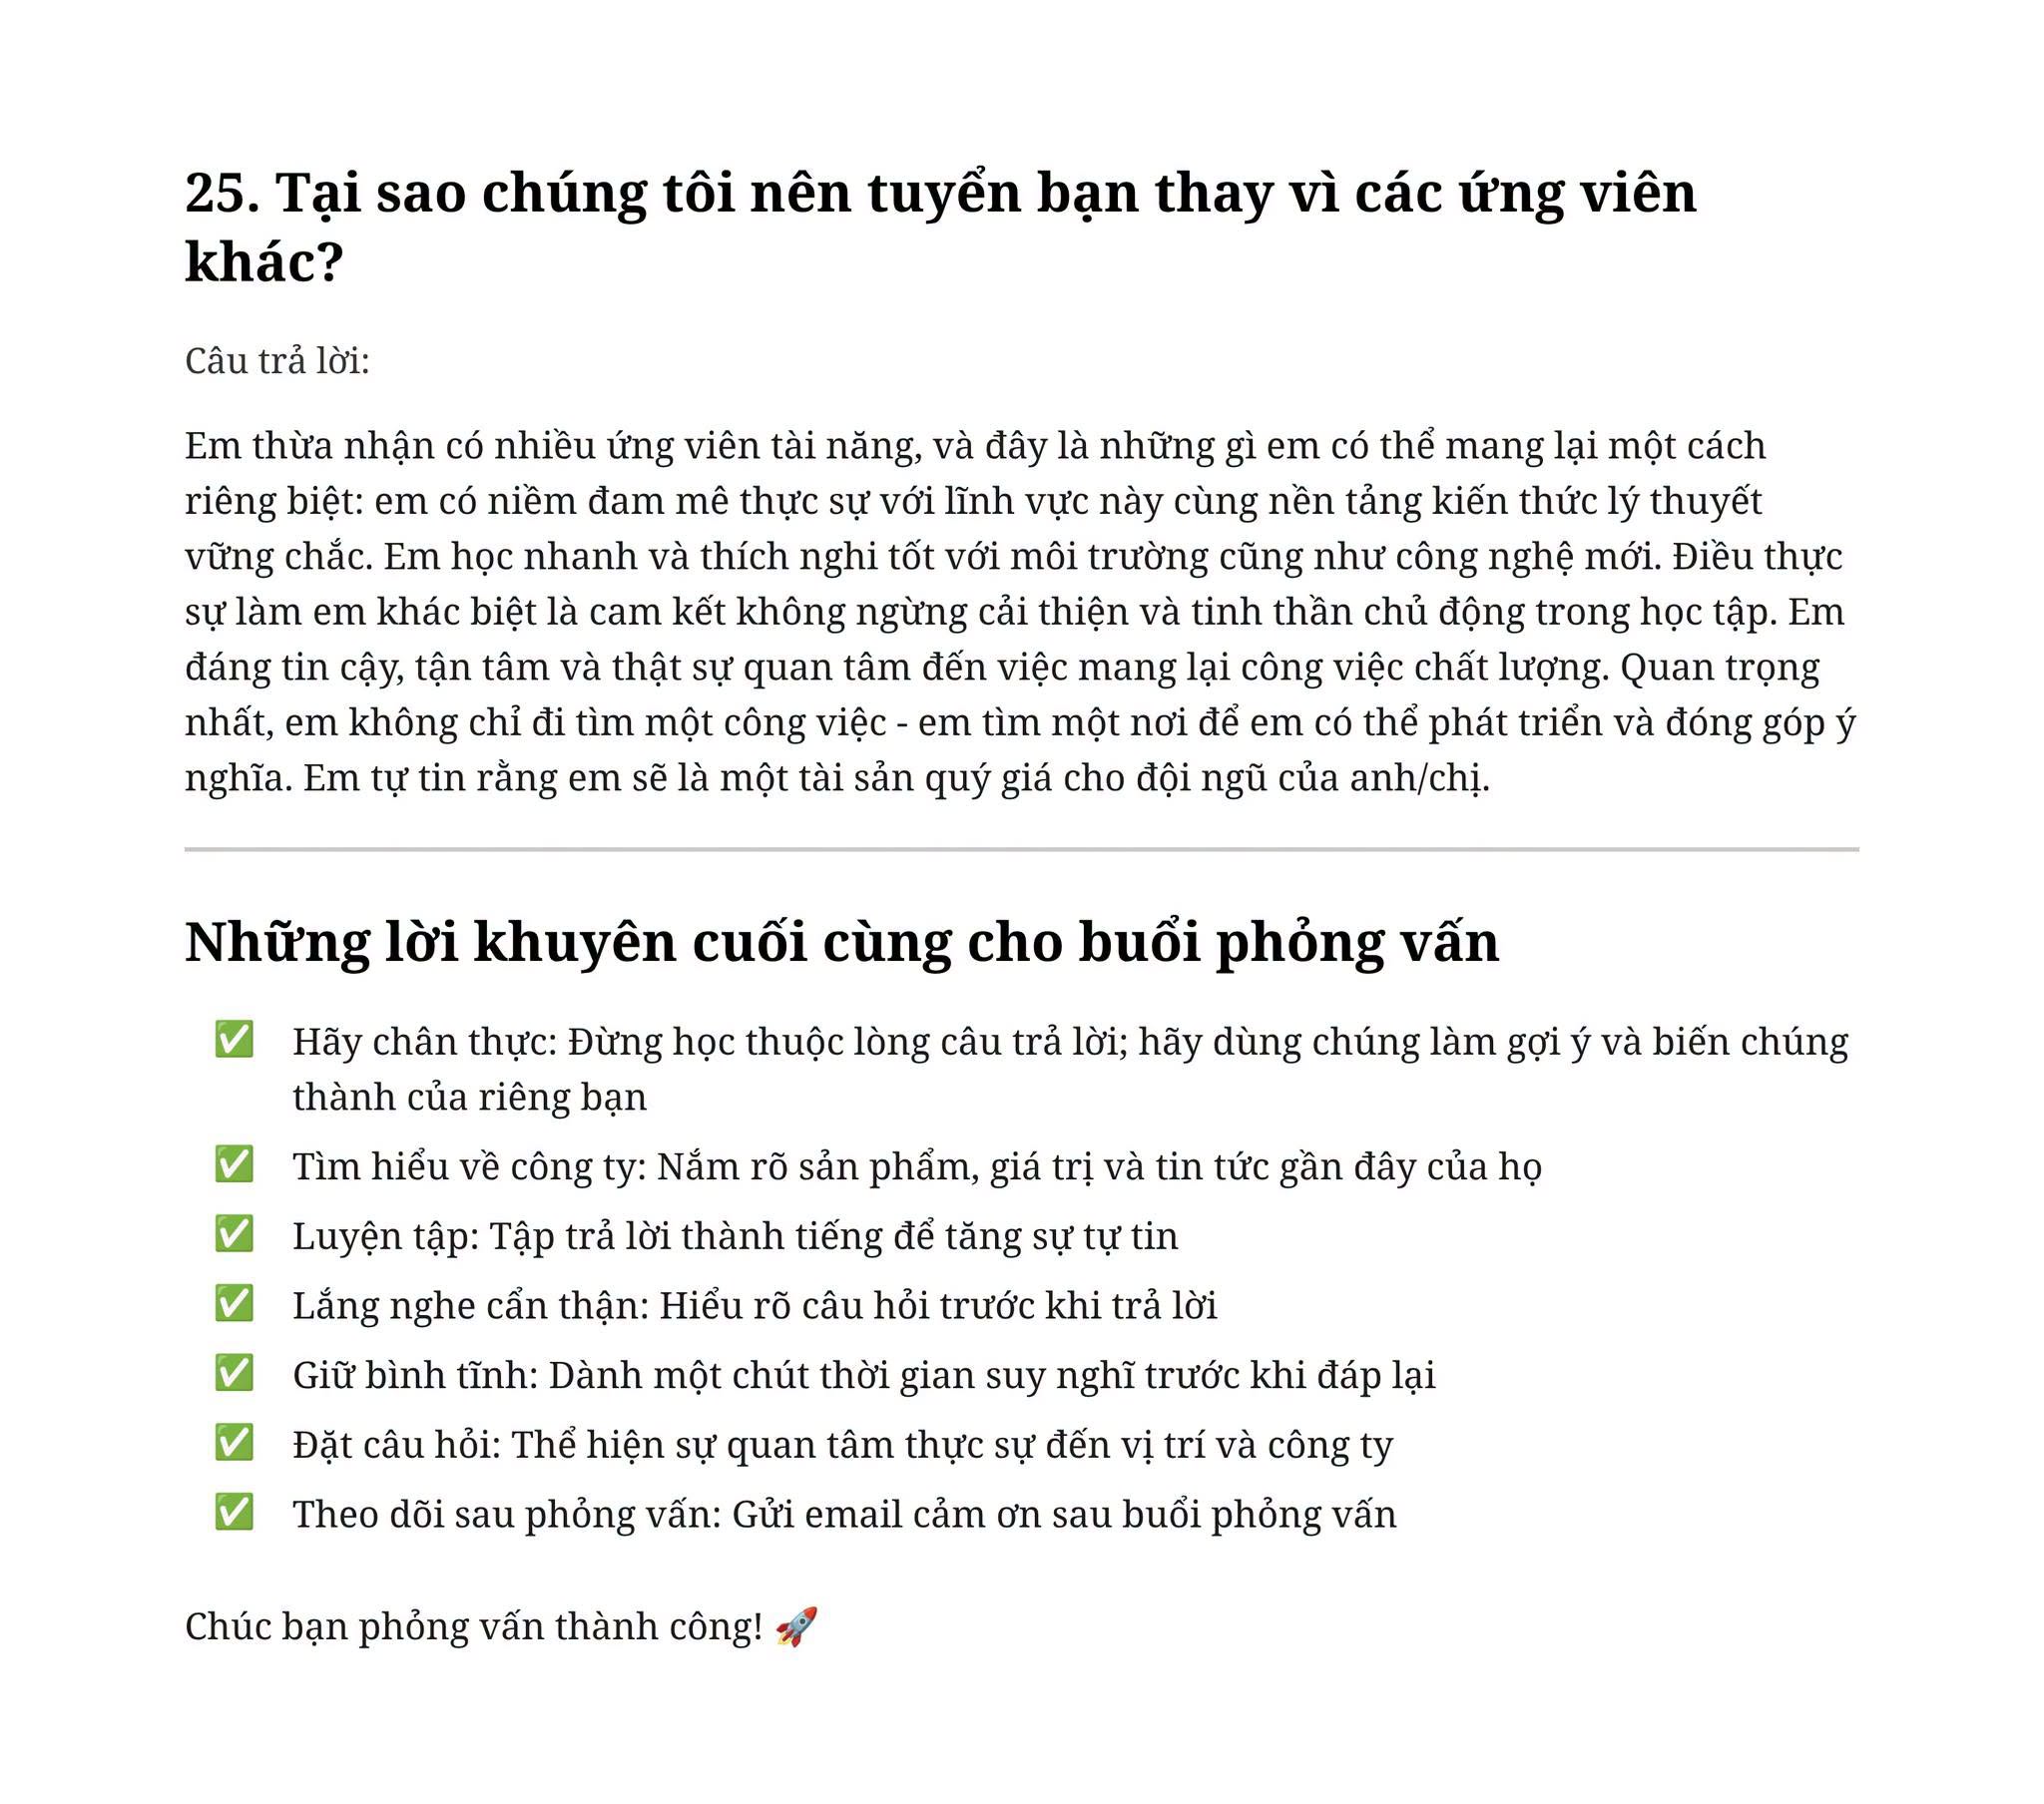 25. Tại sao chúng tôi nên tuyển bạn thay vì các ứng viên
khác?
Câu trả lời:
Em thừa nhận có nhiều ứng viên tài năng, và đây là những gì em có thể mang lại một cách
riêng biệt: em có niềm đam mê thực sự với lĩnh vực này cùng nền tảng kiến thức lý thuyết
vững chắc. Em học nhanh và thích nghi tốt với môi trường cũng như công nghệ mới. Điều thực
sự làm em khác biệt là cam kết không ngừng cải thiện và tinh thần chủ động trong học tập. Em
đáng tin cậy, tận tâm và thật sự quan tâm đến việc mang lại công việc chất lượng. Quan trọng
nhất, em không chỉ đi tìm một công việc - em tìm một nơi để em có thể phát triển và đóng góp ý
nghĩa. Em tự tin rằng em sẽ là một tài sản quý giá cho đội ngũ của anh/chị.
Những lời khuyên cuối cùng cho buổi phỏng vấn
✅ Hãy chân thực: Đừng học thuộc lòng câu trả lời; hãy dùng chúng làm gợi ý và biến chúng
thành của riêng bạn
✅ Tìm hiểu về công ty: Nắm rõ sản phẩm, giá trị và tin tức gần đây của họ
✅ Luyện tập: Tập trả lời thành tiếng để tăng sự tự tin
✅ Lắng nghe cẩn thận: Hiểu rõ câu hỏi trước khi trả lời
✅ Giữ bình tĩnh: Dành một chút thời gian suy nghĩ trước khi đáp lại
✅ Đặt câu hỏi: Thể hiện sự quan tâm thực sự đến vị trí và công ty
✅ Theo dõi sau phỏng vấn: Gửi email cảm ơn sau buổi phỏng vấn
Chúc bạn phỏng vấn thành công! 🚀